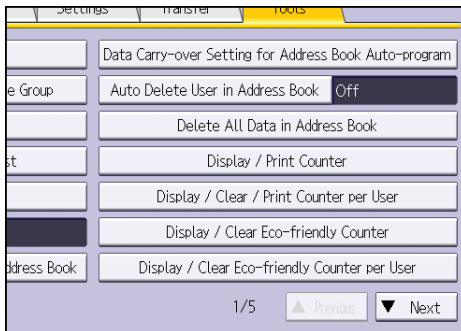 Settings Transfer Tools
Data Carry-over Setting for Address Book Auto-program
e Group Auto Delete User in Address Book Off
Delete All Data in Address Book
st Display / Print Counter
Display / Clear / Print Counter per User
Display / Clear Eco-friendly Counter
ddress Book Display / Clear Eco-friendly Counter per User
1/5 ▲ Previous ▼ Next